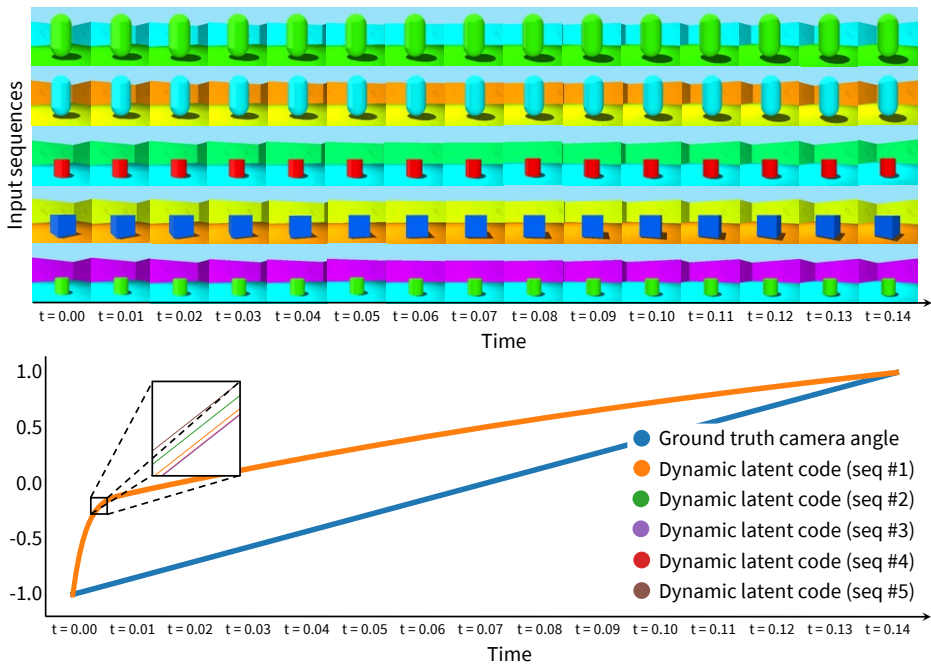 Input sequences
t = 0.00 t = 0.01 t = 0.02 t = 0.03 t = 0.04 t = 0.05 t = 0.06 t = 0.07 t = 0.08 t = 0.09 t = 0.10 t = 0.11 t = 0.12 t = 0.13 t = 0.14
Time
1.0
0.5
0.0
-0.5
-1.0
Ground truth camera angle
Dynamic latent code (seq #1)
Dynamic latent code (seq #2)
Dynamic latent code (seq #3)
Dynamic latent code (seq #4)
Dynamic latent code (seq #5)
t = 0.00 t = 0.01 t = 0.02 t = 0.03 t = 0.04 t = 0.05 t = 0.06 t = 0.07 t = 0.08 t = 0.09 t = 0.10 t = 0.11 t = 0.12 t = 0.13 t = 0.14
Time